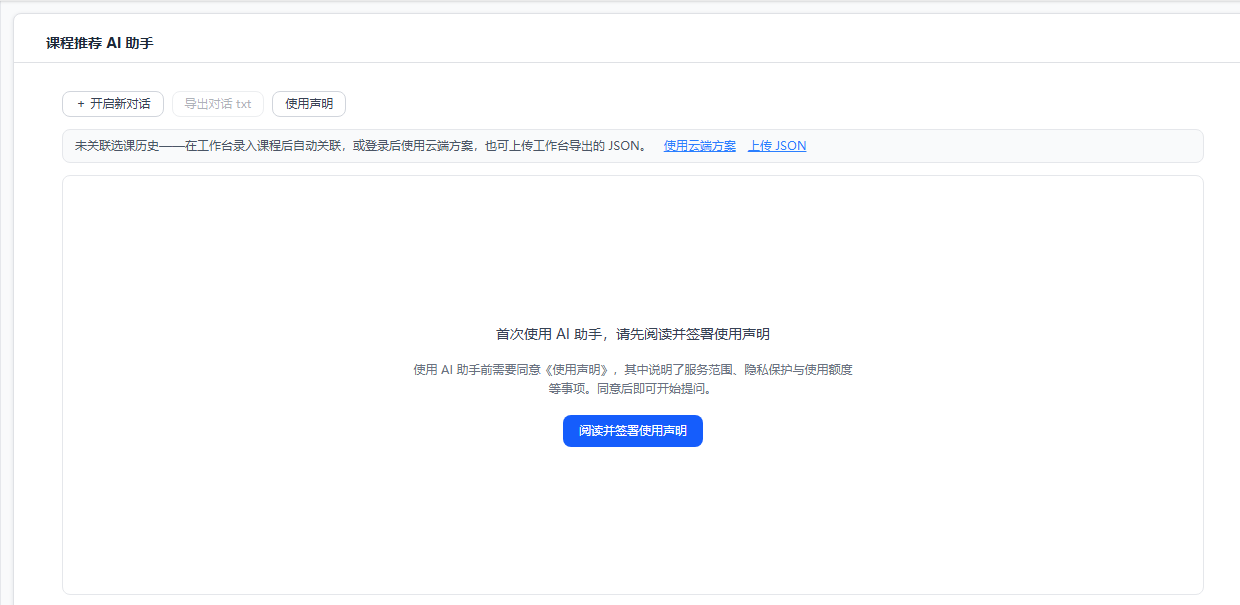 课程推荐 AI 助手
+ 开启新对话 导出对话 txt 使用声明
未关联选课历史——在工作台录入课程后自动关联，或登录后使用云端方案，也可上传工作台导出的 JSON。 使用云端方案 上传 JSON
首次使用 AI 助手，请先阅读并签署使用声明
使用 AI 助手前需要同意《使用声明》，其中说明了服务范围、隐私保护与使用额度
等事项。同意后即可开始提问。
阅读并签署使用声明